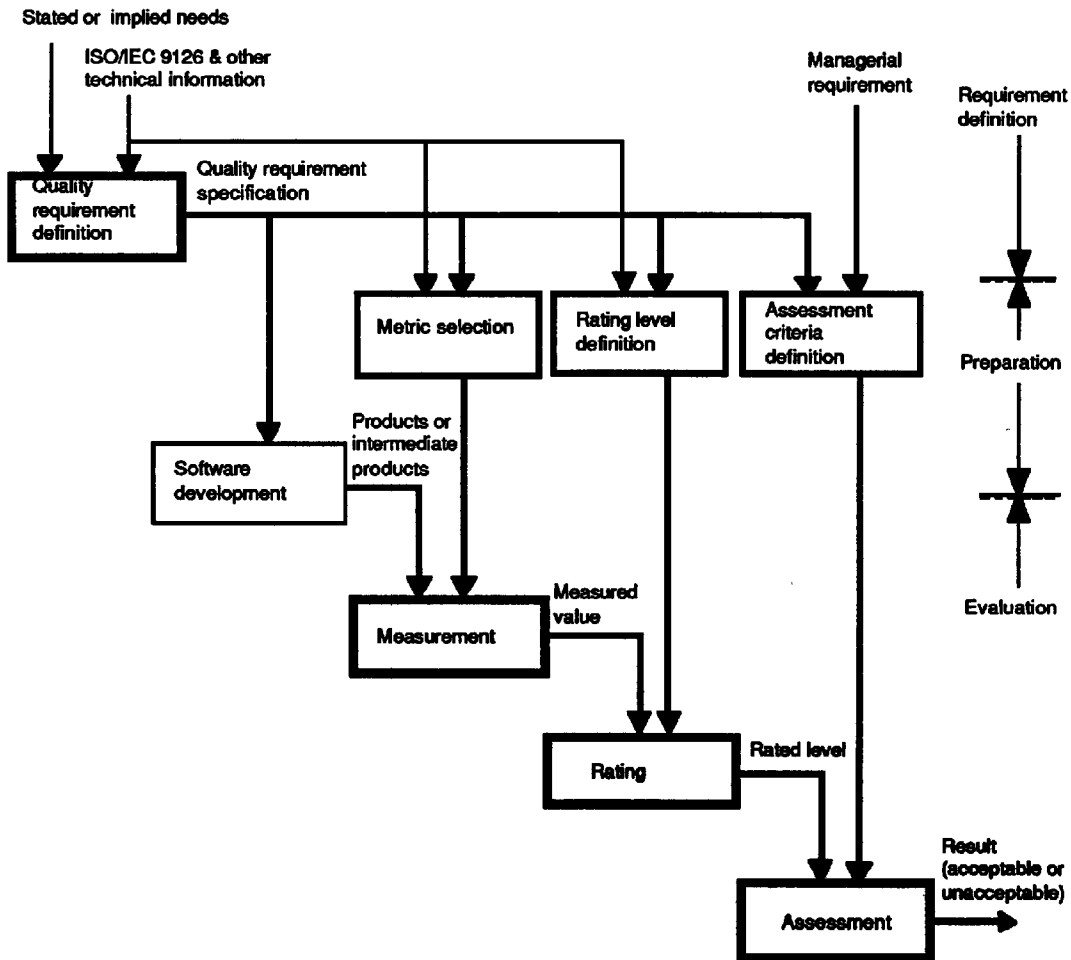 Stated or implied needs
ISO/IEC 9126 & other
technical information
Managerial
requirement
Requirement
definition
Quality requirement
specification
Quality
requirement
definition
Metric selection
Rating level
definition
Assessment
criteria
definition
Preparation
Products or
intermediate
products
Software
development
Measured
value
Evaluation
Measurement
Rated level
Rating
Result
(acceptable or
unacceptable)
Assessment